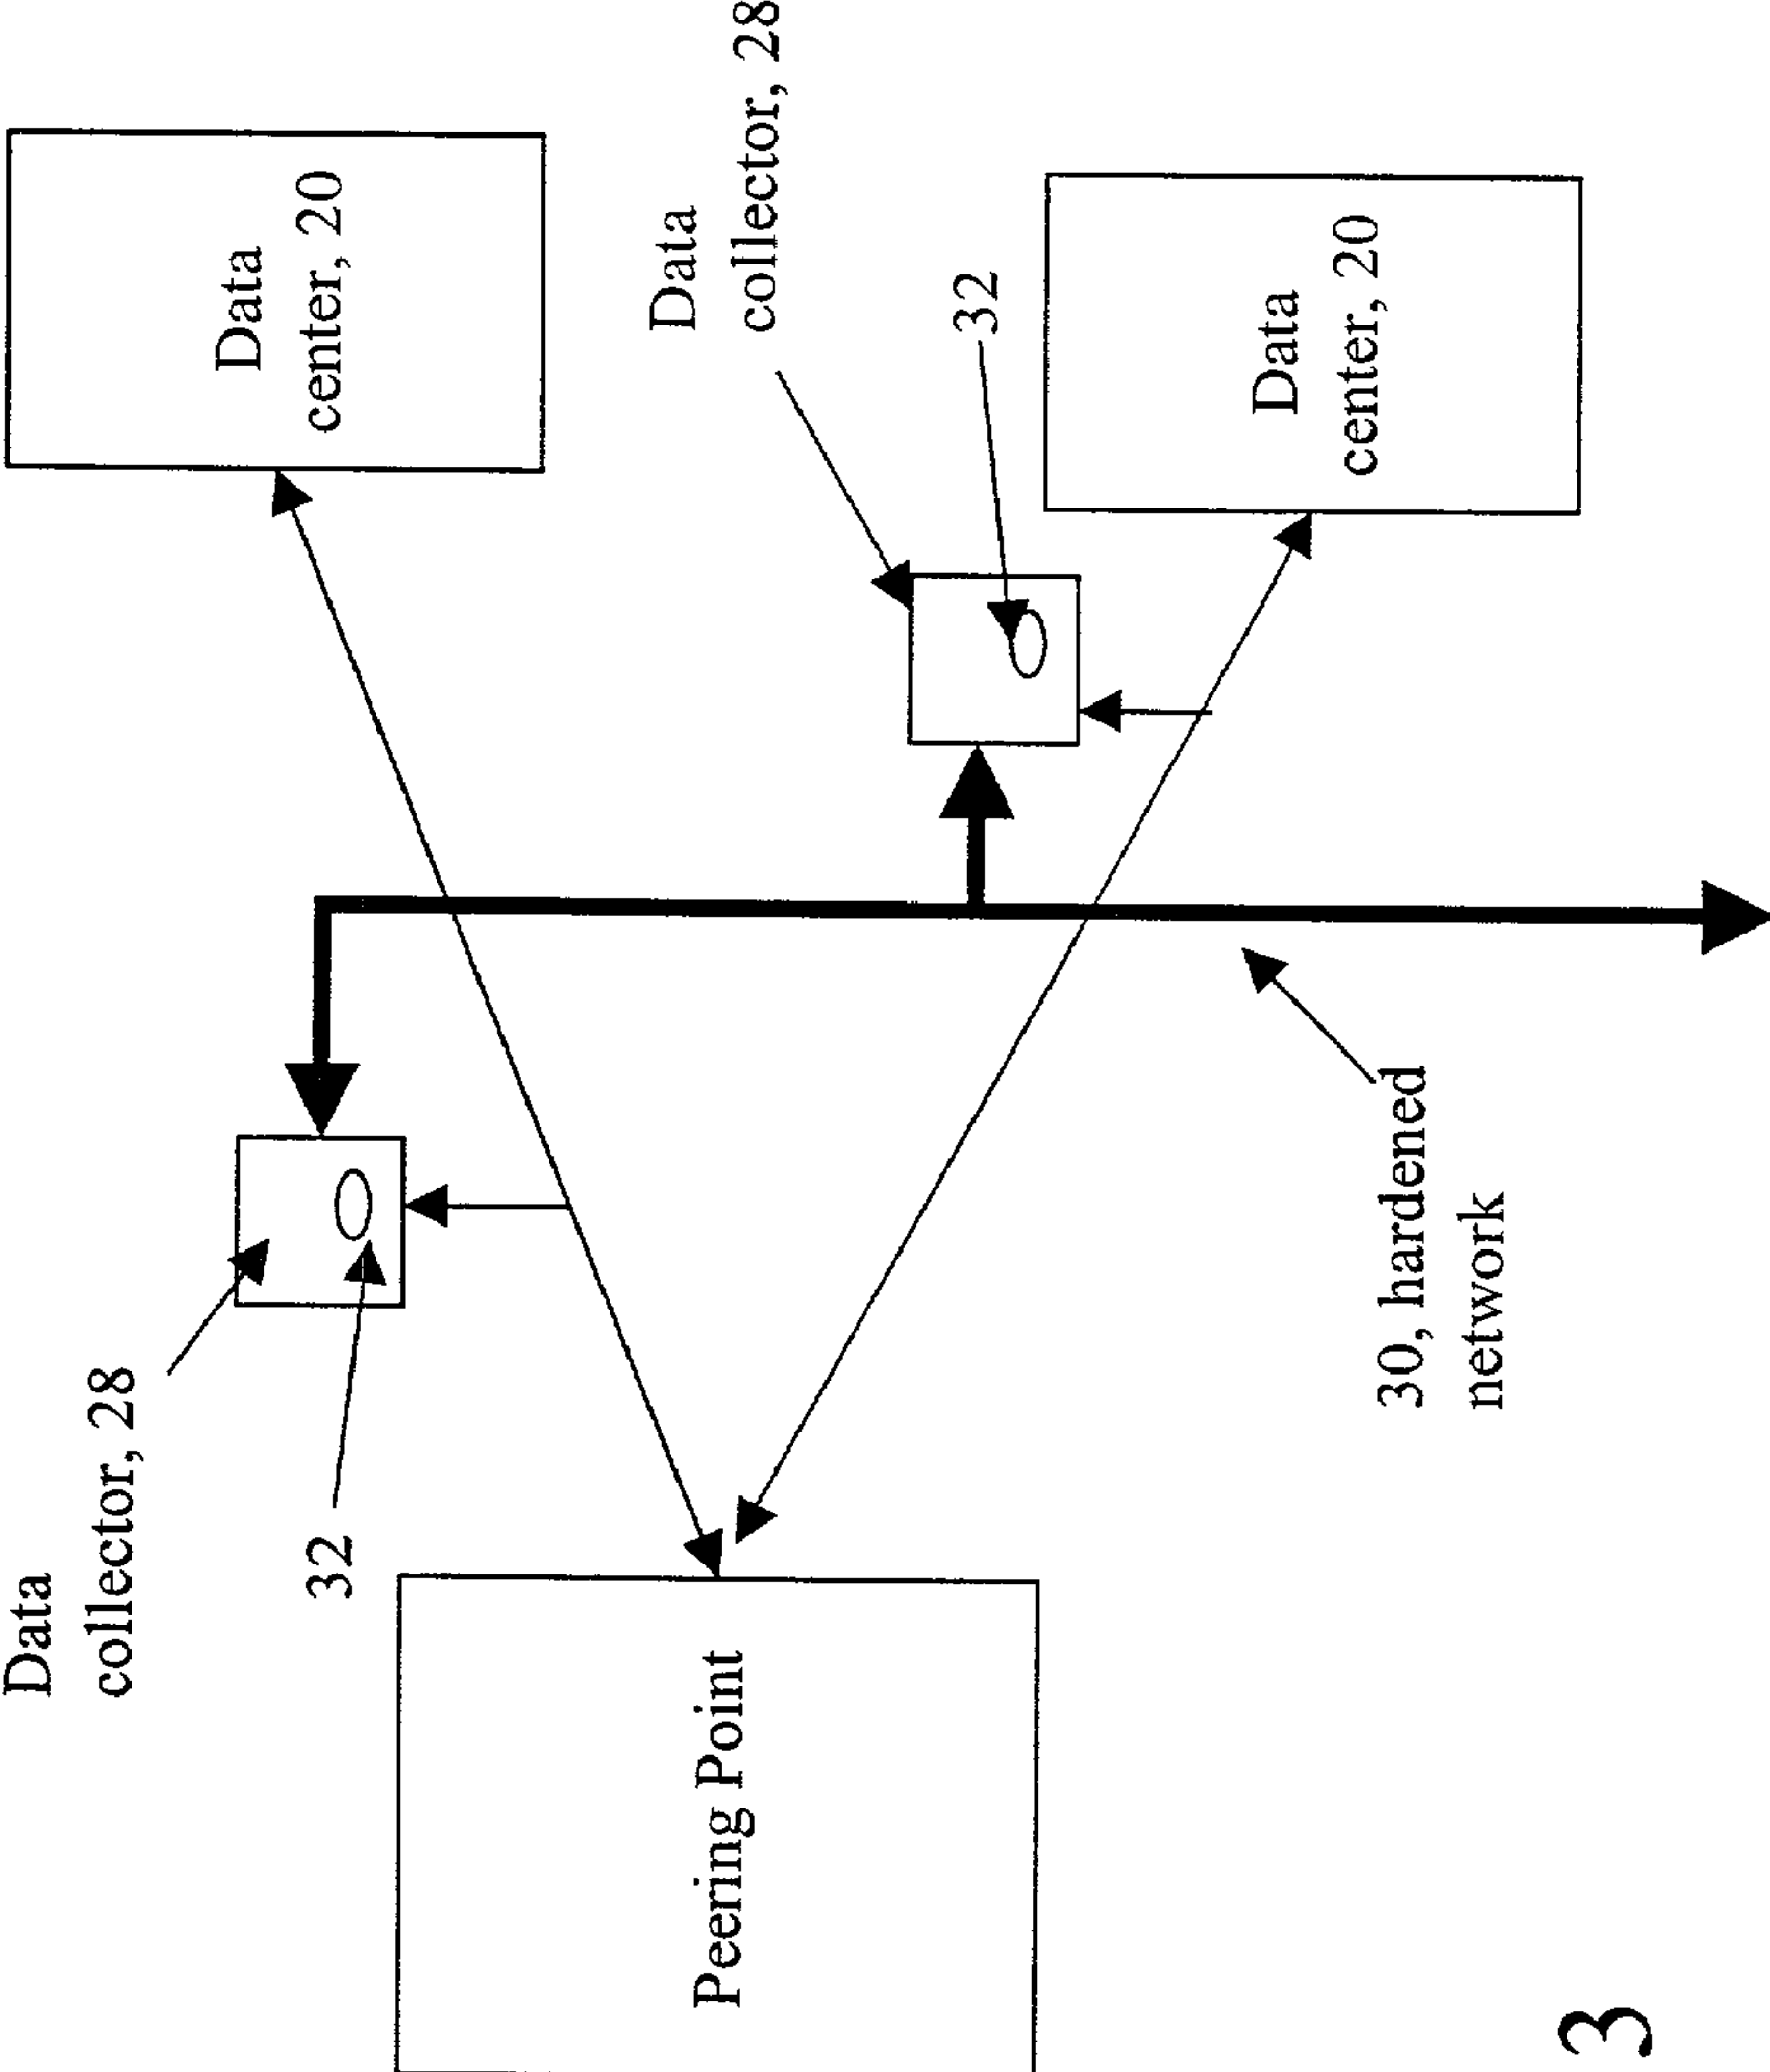 Data
collector, 28
32
Peering Point
30, hardened
network
Data
center, 20
Data
collector, 28
32
Data
center, 20
3